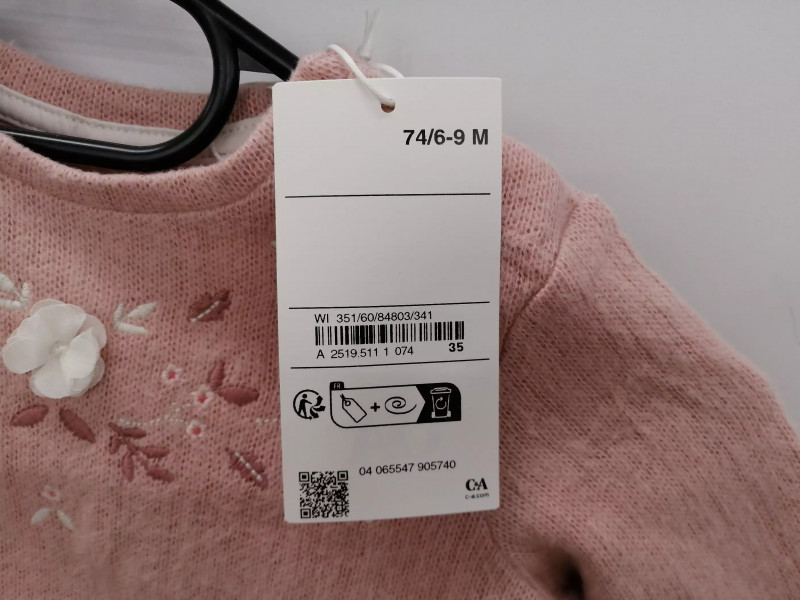 74/6-9 M
WI 351/60/84803/341
A 2519.511 1 074 35
FR
04 065547 905740
C&A
c-a.com